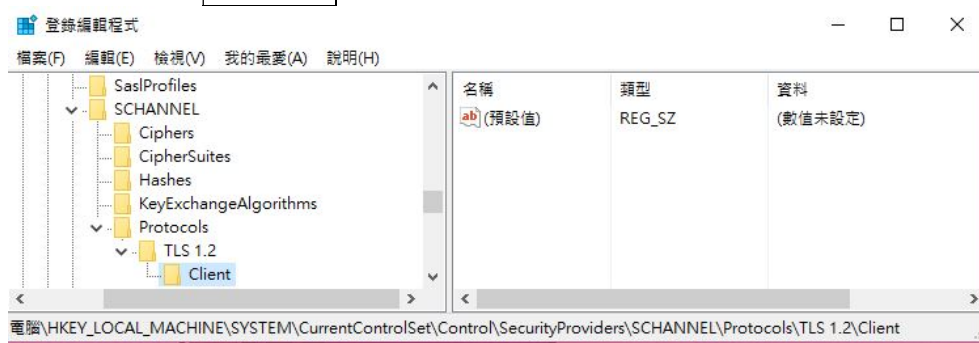 登錄編輯程式
檔案(F) 編輯(E) 檢視(V) 我的最愛(A) 說明(H)
SaslProfiles
SCHANNEL
Ciphers
CipherSuites
Hashes
KeyExchangeAlgorithms
Protocols
TLS 1.2
Client
名稱 類型 資料
ab (預設值) REG_SZ (數值未設定)
電腦\HKEY_LOCAL_MACHINE\SYSTEM\CurrentControlSet\Control\SecurityProviders\SCHANNEL\Protocols\TLS 1.2\Client